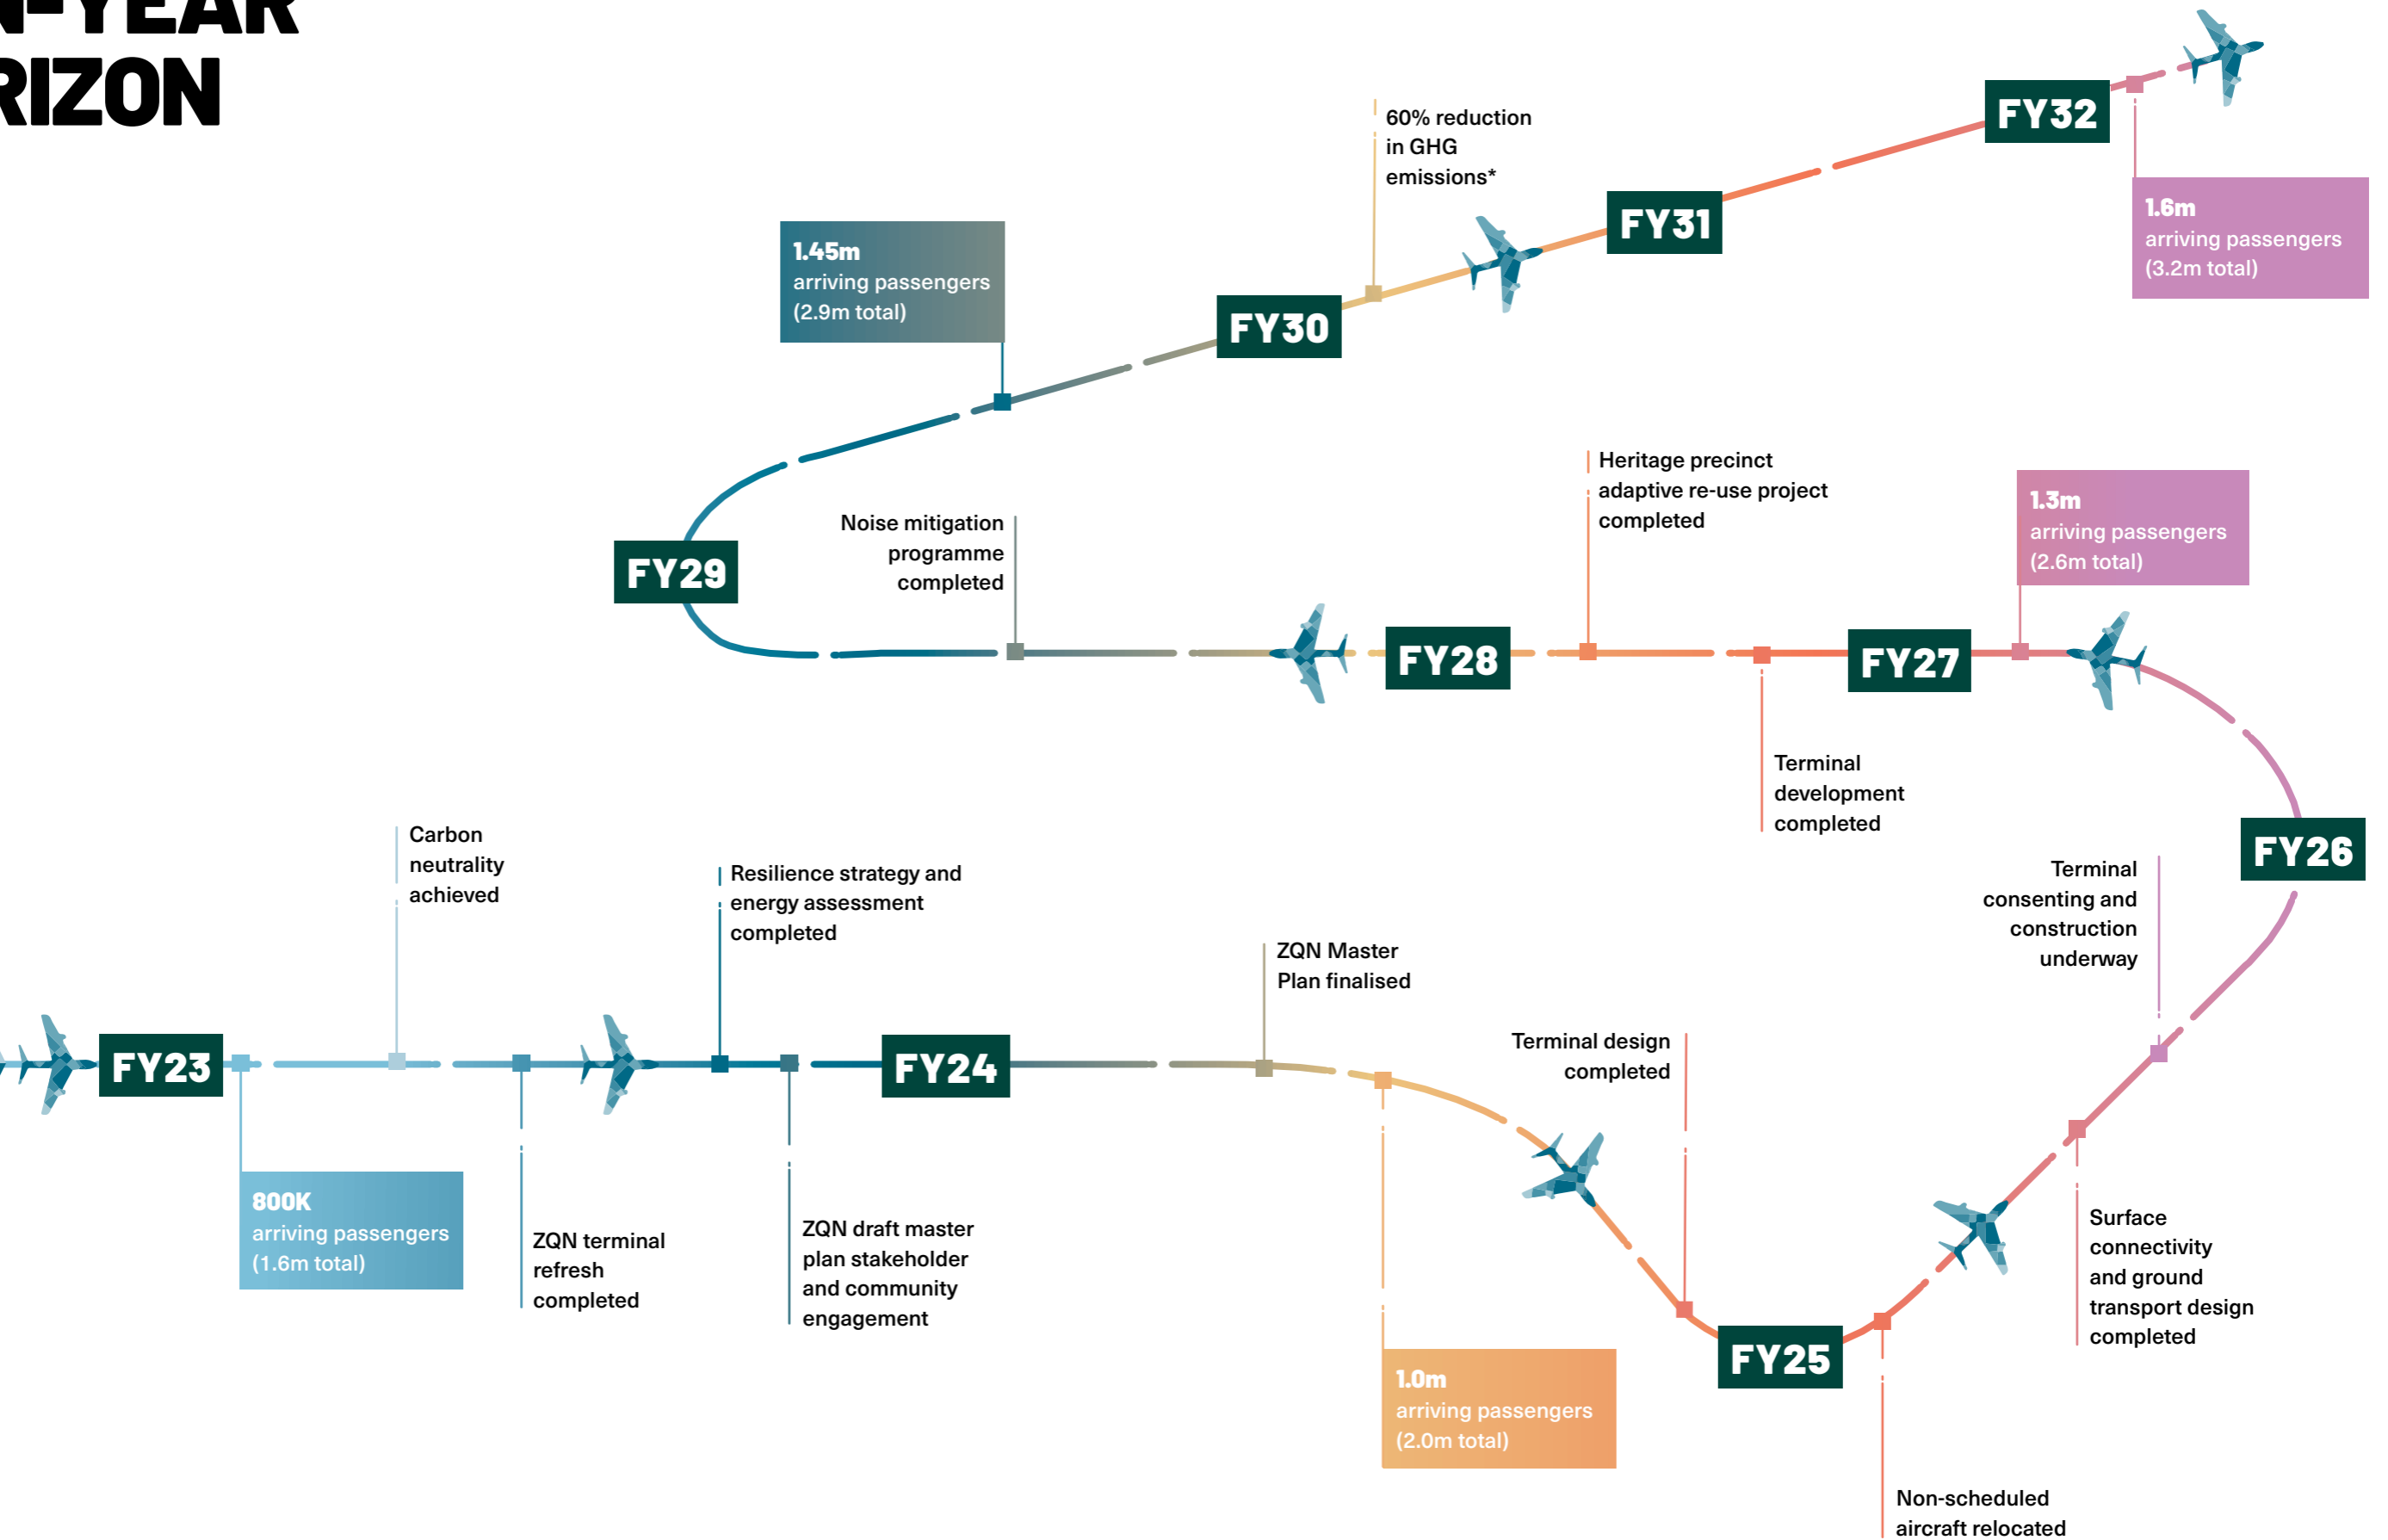 N-YEAR
RIZON
FY23
800K
arriving passengers
(1.6m total)
Carbon
neutrality
achieved
ZQN terminal
refresh
completed
Resilience strategy and
energy assessment
completed
ZQN draft master
plan stakeholder
and community
engagement
FY24
ZQN Master
Plan finalised
1.0m
arriving passengers
(2.0m total)
Terminal design
completed
FY25
Non-scheduled
aircraft relocated
Surface
connectivity
and ground
transport design
completed
Terminal
consenting and
construction
underway
FY26
1.3m
arriving passengers
(2.6m total)
FY27
Terminal
development
completed
Heritage precinct
adaptive re-use project
completed
FY28
Noise mitigation
programme
completed
FY29
1.45m
arriving passengers
(2.9m total)
FY30
60% reduction
in GHG
emissions*
FY31
FY32
1.6m
arriving passengers
(3.2m total)